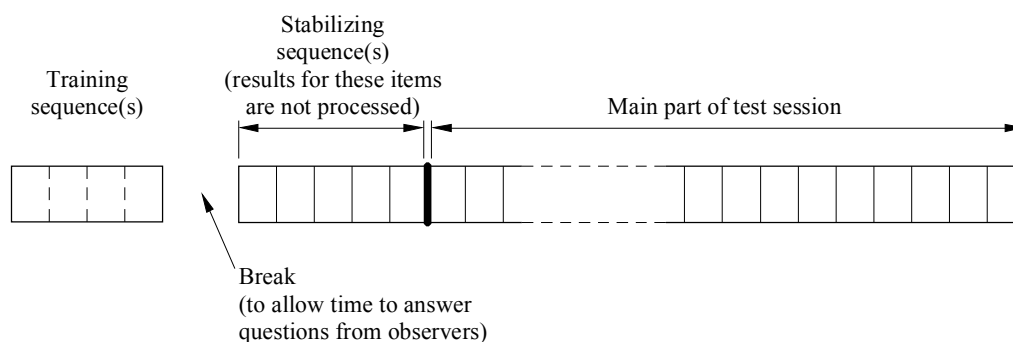 Training
sequence(s)
Stabilizing
sequence(s)
(results for these items
are not processed)
Main part of test session
Break
(to allow time to answer
questions from observers)